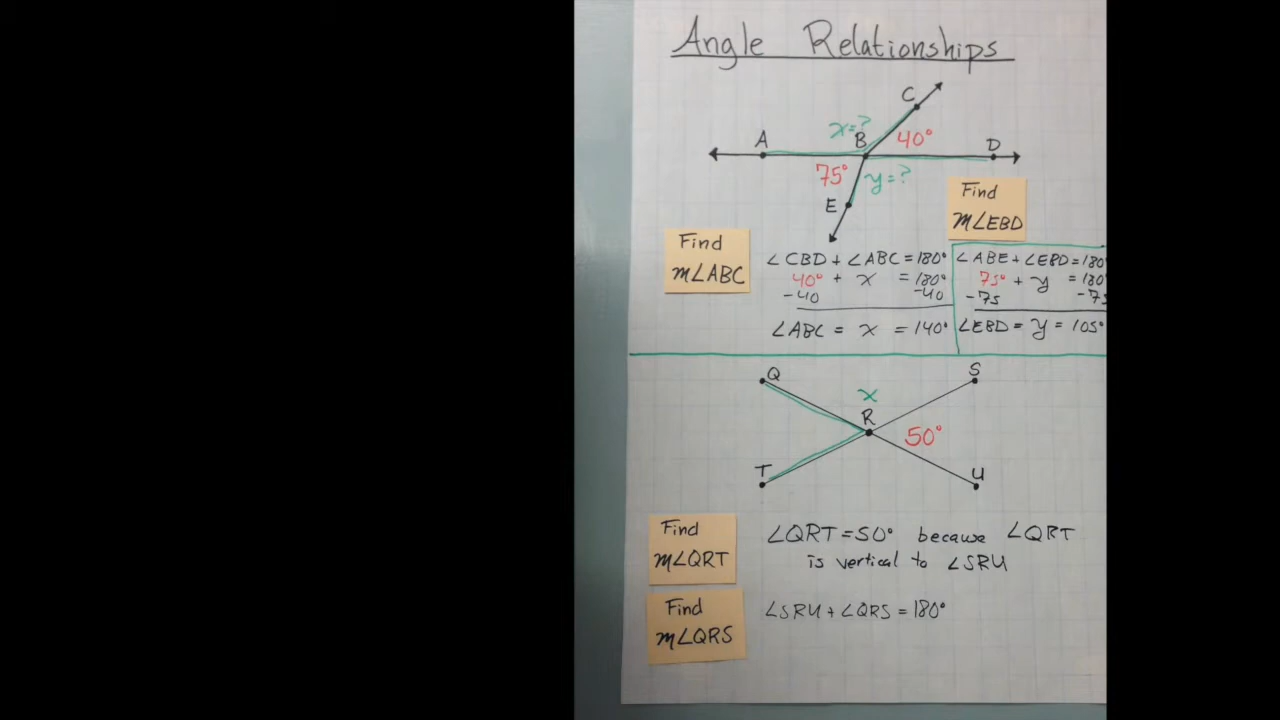 Angle Relationships
C
x=?
40°
A
B
D
75°
y=?
E
Find
m∠EBD
Find
m∠ABC
∠CBD + ∠ABC = 180°
40° + x = 180°
-40 -40
∠ABC = x = 140°
∠ABE + ∠EBD = 180°
75° + y = 180°
-75 -75
∠EBD = y = 105°
Q
S
x
R
50°
T
U
Find
m∠QRT
∠QRT = 50° because ∠QRT
is vertical to ∠SRU
Find
m∠QRS
∠SRU + ∠QRS = 180°